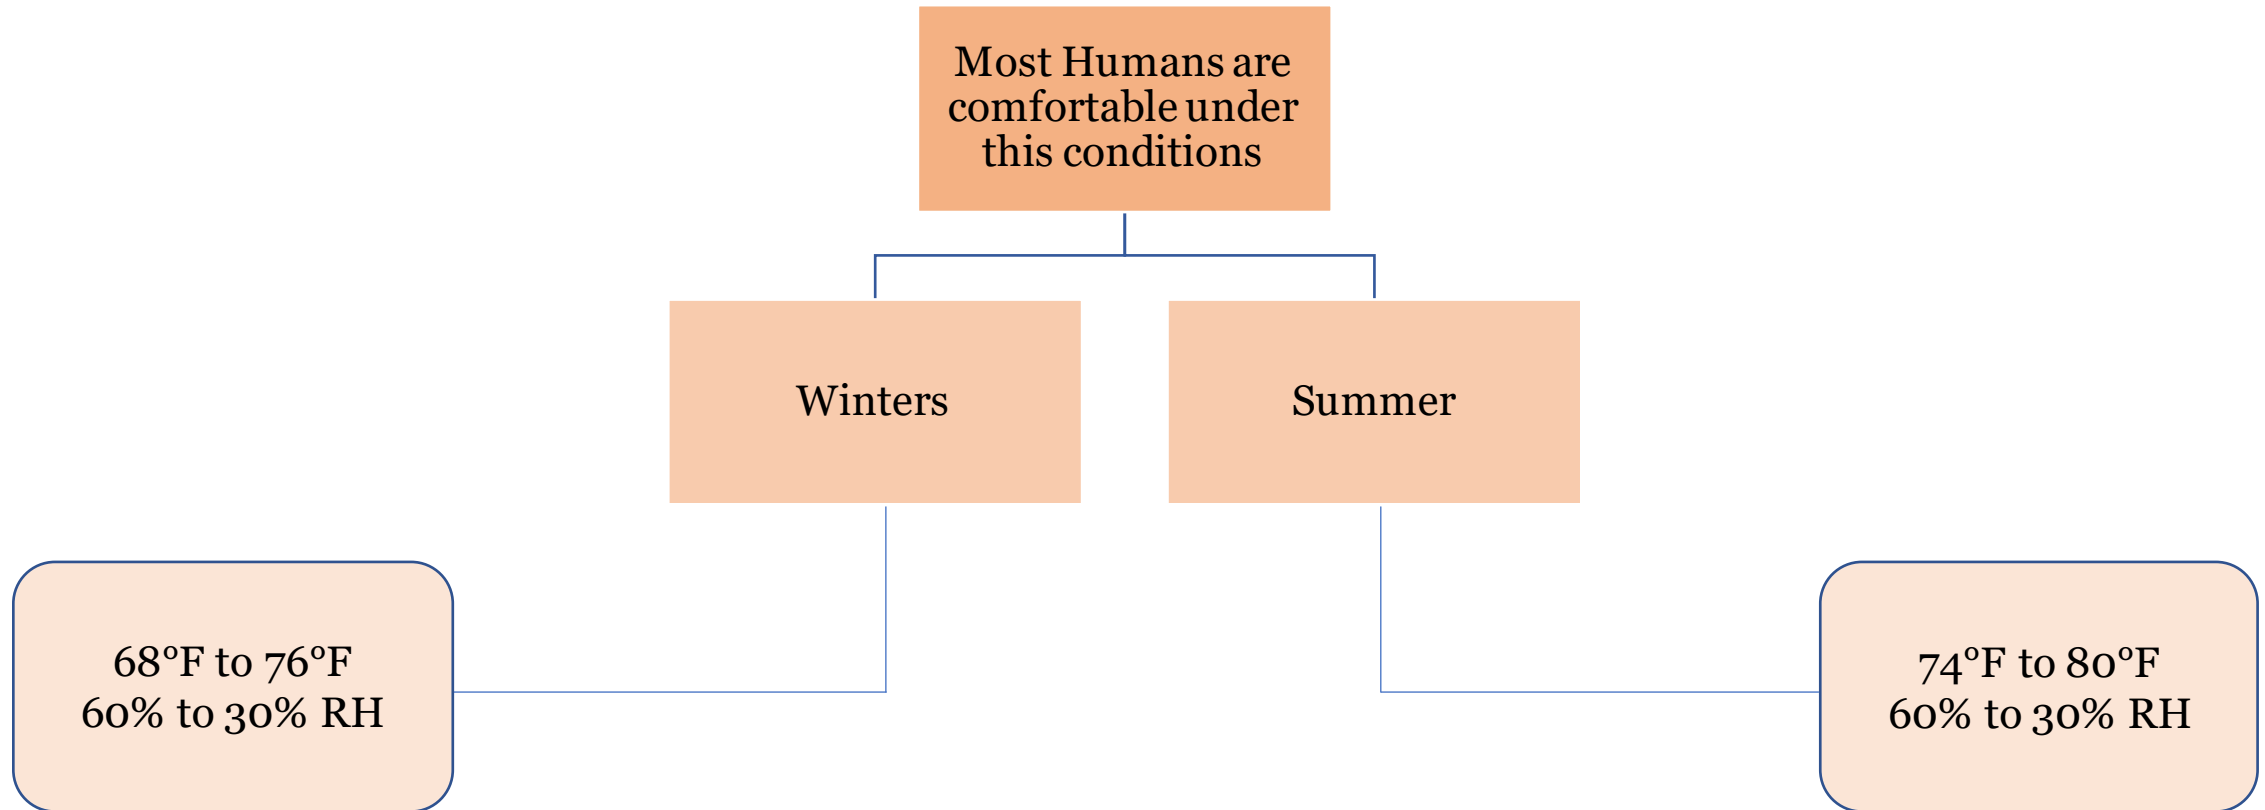 Most Humans are
comfortable under
this conditions
Winters
Summer
68°F to 76°F
60% to 30% RH
74°F to 80°F
60% to 30% RH